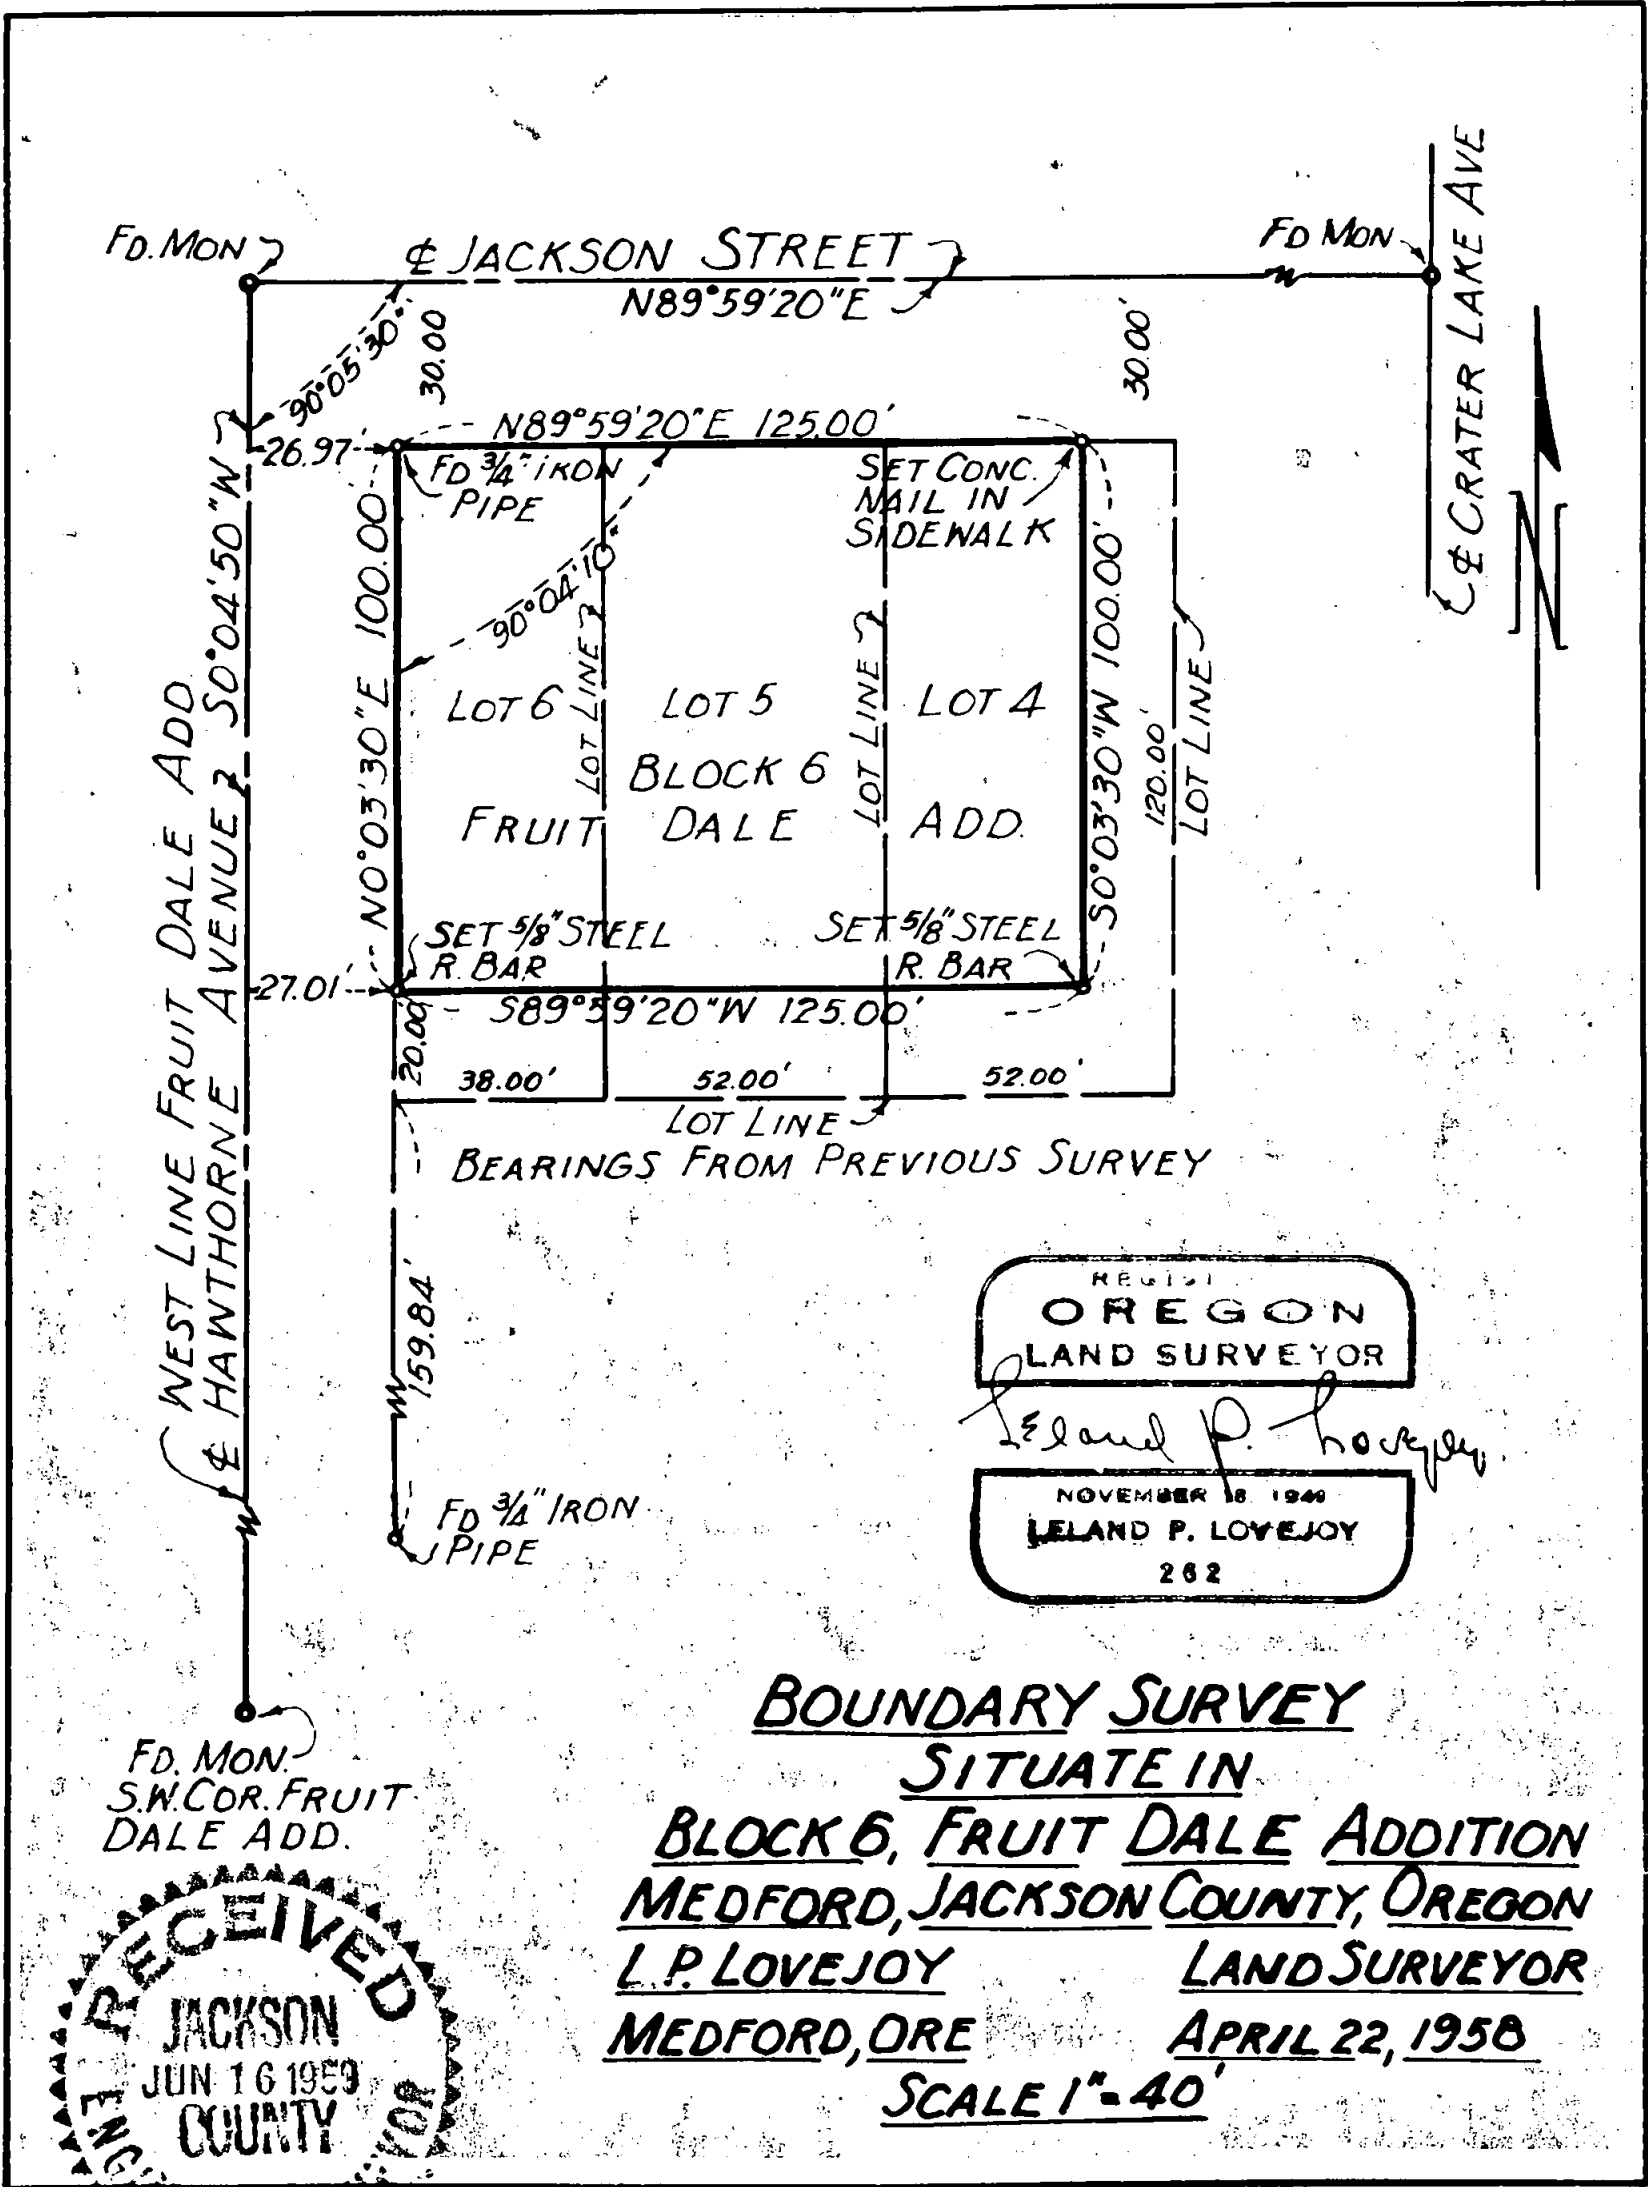 FD. MON
℄ JACKSON STREET
N89°59'20"E
FD MON
℄ CRATER LAKE AVE
90°05'30"
30.00
30.00'
N
N89°59'20"E 125.00'
26.97'
FD 3/4" IRON
PIPE
SET CONC.
NAIL IN
SIDEWALK
90°04'10"
N0°03'30"E 100.00'
S0°03'30"W 100.00'
120.00'
LOT LINE
LOT LINE
LOT LINE
LOT 6
LOT 5
LOT 4
BLOCK 6
FRUIT DALE ADD.
WEST LINE FRUIT DALE ADD
℄ HAWTHORNE AVENUE S0°04'50"W
SET 5/8" STEEL
R. BAR
SET 5/8" STEEL
R. BAR
27.01'
S89°59'20"W 125.00'
20.00'
38.00'
52.00'
52.00'
LOT LINE
BEARINGS FROM PREVIOUS SURVEY
159.84'
FD 3/4" IRON
PIPE
OREGON
LAND SURVEYOR
Leland P. Lovejoy
NOVEMBER 18 1949
LELAND P. LOVEJOY
262
FD. MON.
S.W. COR. FRUIT
DALE ADD.
BOUNDARY SURVEY
SITUATE IN
BLOCK 6, FRUIT DALE ADDITION
MEDFORD, JACKSON COUNTY, OREGON
L. P. LOVEJOY LAND SURVEYOR
MEDFORD, ORE APRIL 22, 1958
SCALE 1"=40'
RECEIVED
JACKSON
JUN 16 1959
COUNTY